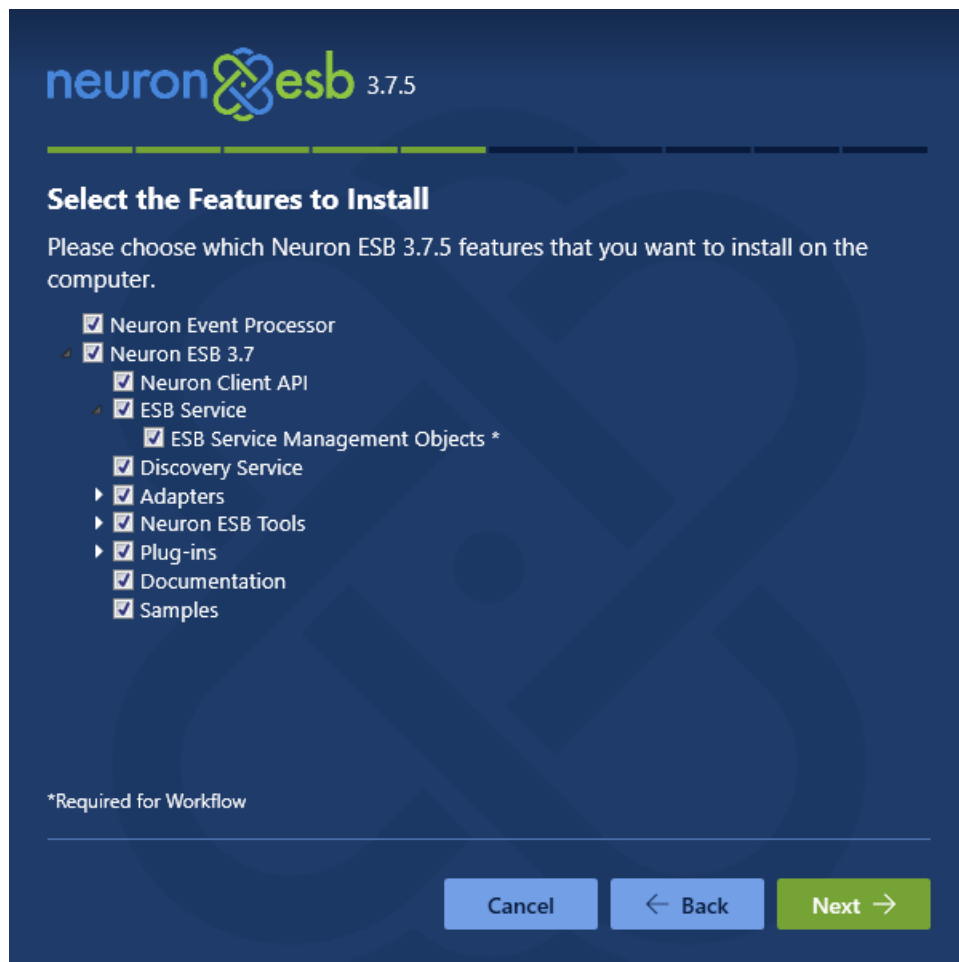 neuron esb 3.7.5
Select the Features to Install
Please choose which Neuron ESB 3.7.5 features that you want to install on the
computer.
Neuron Event Processor
Neuron ESB 3.7
Neuron Client API
ESB Service
ESB Service Management Objects *
Discovery Service
Adapters
Neuron ESB Tools
Plug-ins
Documentation
Samples
*Required for Workflow
Cancel
← Back
Next →